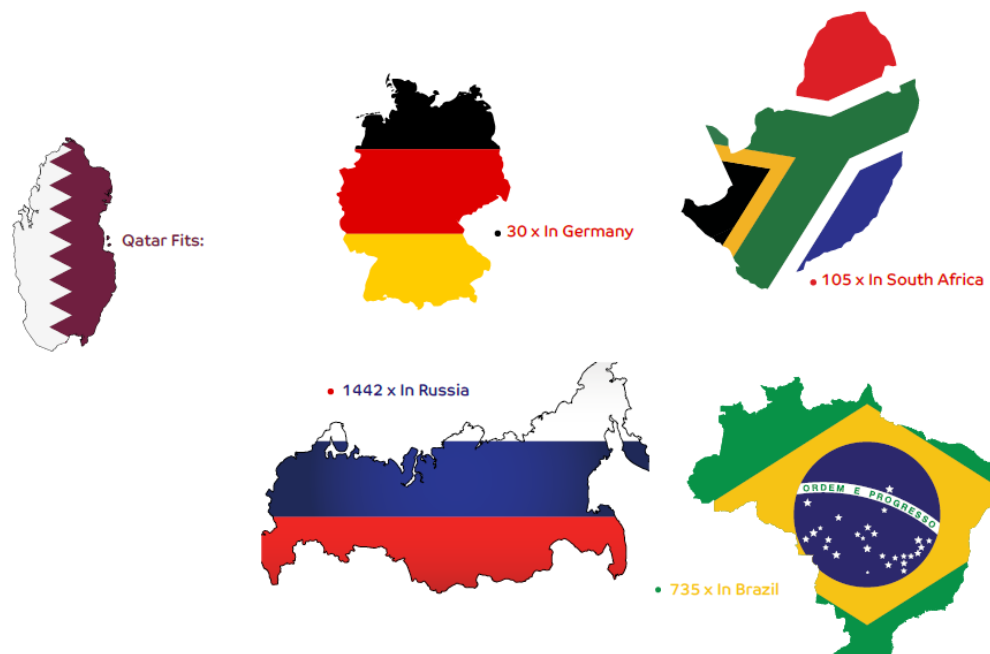 Qatar Fits:
30 x In Germany
105 x In South Africa
1442 x In Russia
ORDEM E PROGRESSO
735 x In Brazil